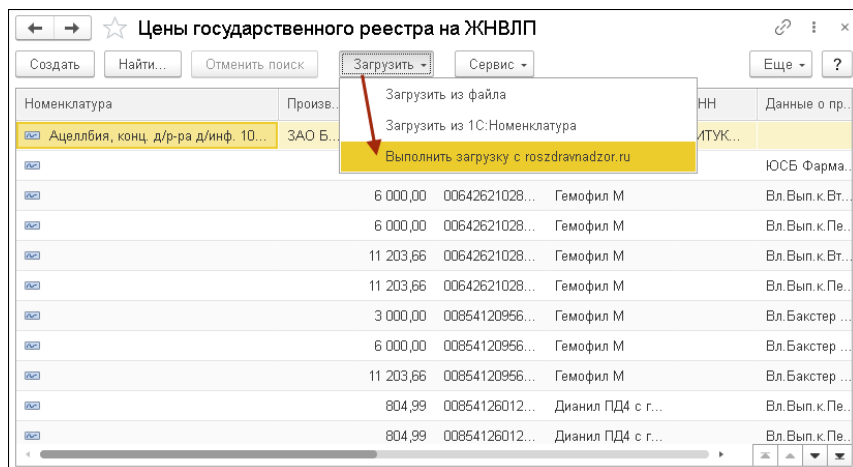 Цены государственного реестра на ЖНВЛП
Создать Найти... Отменить поиск Загрузить Сервис Еще ?
Загрузить из файла
Загрузить из 1С:Номенклатура
Выполнить загрузку с roszdravnadzor.ru
Номенклатура Произв... НН Данные о пр...
Ацеллбия, конц. д/р-ра д/инф. 10... ЗАО Б... ИТУК...
ЮСБ Фарма...
6 000,00 00642621028... Гемофил М Вл.Вып.к.Вт...
6 000,00 00642621028... Гемофил М Вл.Вып.к.Пе...
11 203,66 00642621028... Гемофил М Вл.Вып.к.Вт...
11 203,66 00642621028... Гемофил М Вл.Вып.к.Пе...
3 000,00 00854120956... Гемофил М Вл.Бакстер ...
6 000,00 00854120956... Гемофил М Вл.Бакстер ...
11 203,66 00854120956... Гемофил М Вл.Бакстер ...
804,99 00854126012... Дианил ПД4 с г... Вл.Вып.к.Пе...
804,99 00854126012... Дианил ПД4 с г... Вл.Вып.к.Пе...